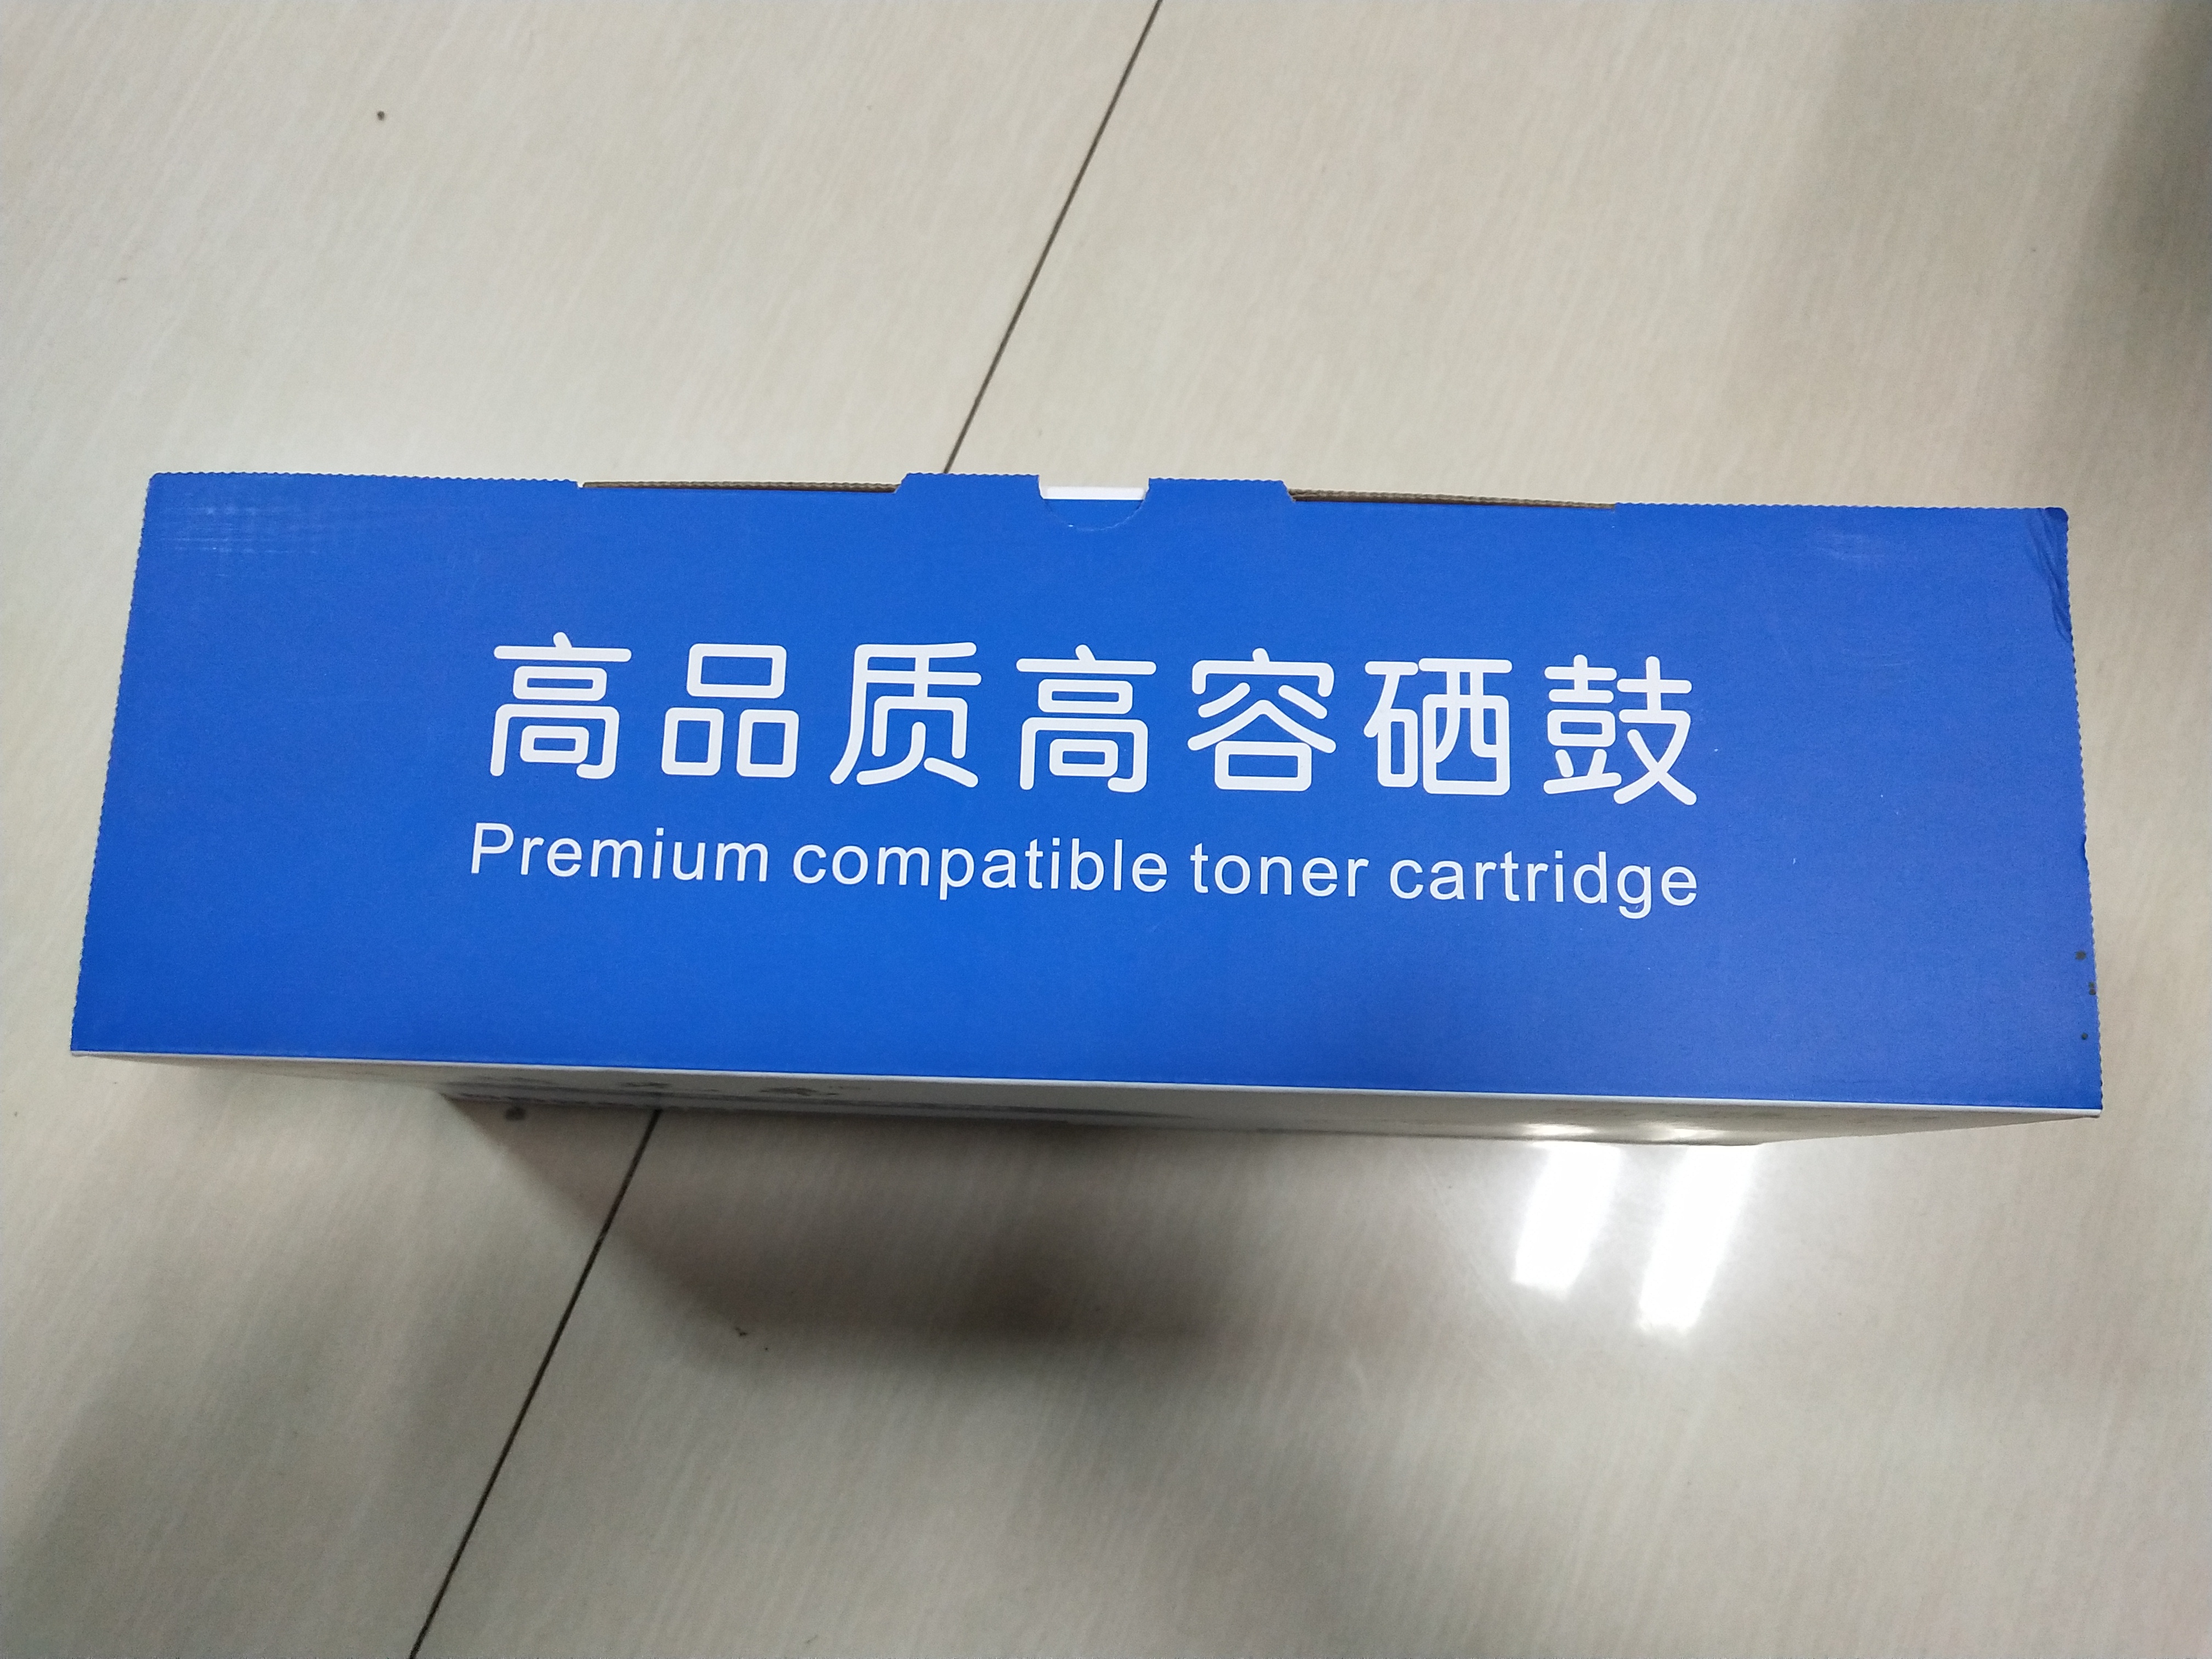 高品质高容硒鼓
Premium compatible toner cartridge